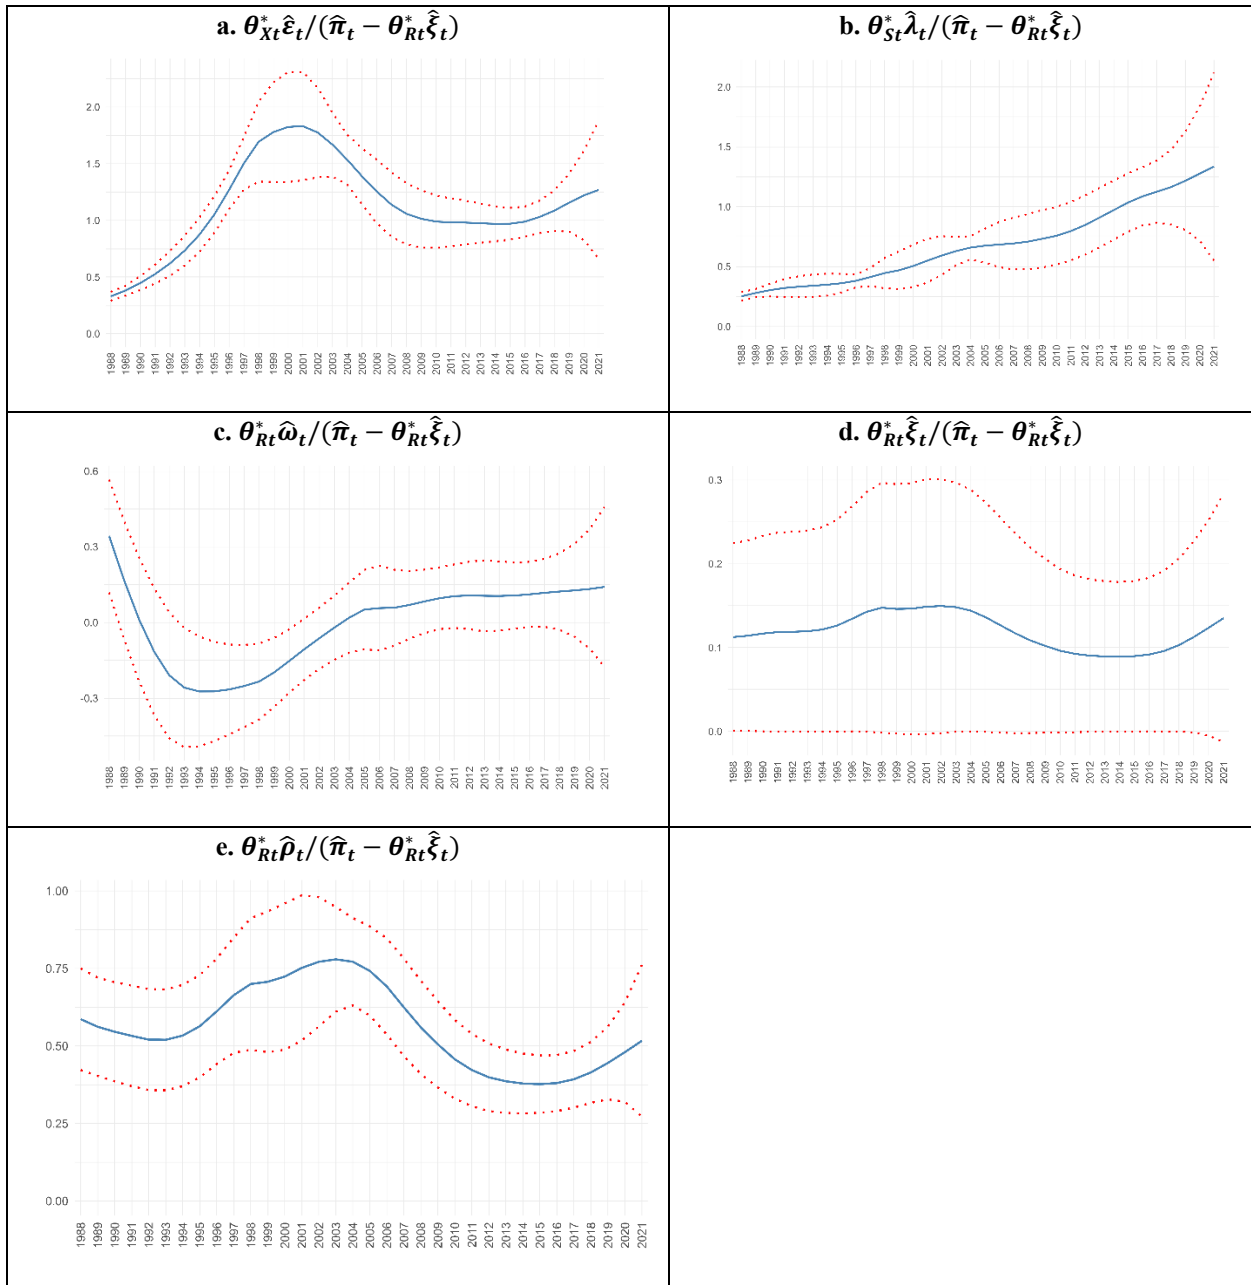 a. θ*_{Xt}ε̂_t/(π̂_t − θ*_{Rt}ξ̂_t)
2.0
1.5
1.0
0.5
0.0
1988 1989 1990 1991 1992 1993 1994 1995 1996 1997 1998 1999 2000 2001 2002 2003 2004 2005 2006 2007 2008 2009 2010 2011 2012 2013 2014 2015 2016 2017 2018 2019 2020 2021
b. θ*_{St}λ̂_t/(π̂_t − θ*_{Rt}ξ̂_t)
2.0
1.5
1.0
0.5
0.0
1988 1989 1990 1991 1992 1993 1994 1995 1996 1997 1998 1999 2000 2001 2002 2003 2004 2005 2006 2007 2008 2009 2010 2011 2012 2013 2014 2015 2016 2017 2018 2019 2020 2021
c. θ*_{Rt}ω̂_t/(π̂_t − θ*_{Rt}ξ̂_t)
0.6
0.3
0.0
-0.3
1988 1989 1990 1991 1992 1993 1994 1995 1996 1997 1998 1999 2000 2001 2002 2003 2004 2005 2006 2007 2008 2009 2010 2011 2012 2013 2014 2015 2016 2017 2018 2019 2020 2021
d. θ*_{Rt}ξ̂_t/(π̂_t − θ*_{Rt}ξ̂_t)
0.3
0.2
0.1
0.0
1988 1989 1990 1991 1992 1993 1994 1995 1996 1997 1998 1999 2000 2001 2002 2003 2004 2005 2006 2007 2008 2009 2010 2011 2012 2013 2014 2015 2016 2017 2018 2019 2020 2021
e. θ*_{Rt}ρ̂_t/(π̂_t − θ*_{Rt}ξ̂_t)
1.00
0.75
0.50
0.25
0.00
1988 1989 1990 1991 1992 1993 1994 1995 1996 1997 1998 1999 2000 2001 2002 2003 2004 2005 2006 2007 2008 2009 2010 2011 2012 2013 2014 2015 2016 2017 2018 2019 2020 2021